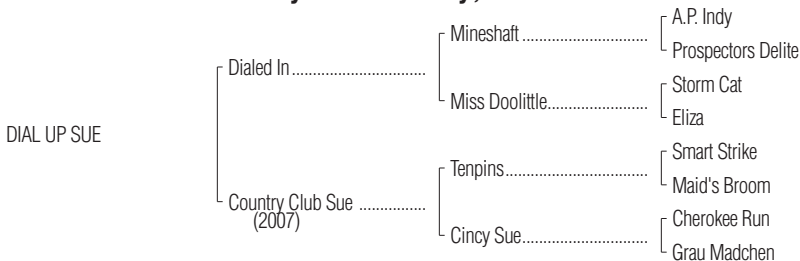 A.P. Indy
Mineshaft
Prospectors Delite
Dialed In
Storm Cat
Miss Doolittle
Eliza
DIAL UP SUE
Smart Strike
Tenpins
Maid's Broom
Country Club Sue
(2007)
Cherokee Run
Cincy Sue
Grau Madchen